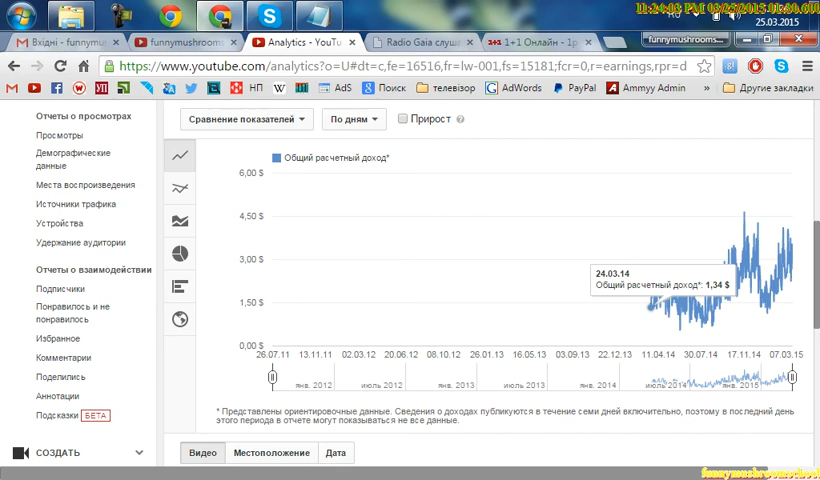 25.03.2015
Вхідні - funnymush
funnymushrooms
Analytics - YouTu
Radio Gaia слуша
1+1 Онлайн - 1p
funnymushrooms...
https://www.youtube.com/analytics?o=U#dt=c,fe=16516,fr=lw-001,fs=15181,fcr=0,r=earnings,rpr=d
НП
AdS
Поиск
телевізор
AdWords
PayPal
Ammyy Admin
»
Другие закладки
Отчеты о просмотрах
Просмотры
Демографические
данные
Места воспроизведения
Источники трафика
Устройства
Удержание аудитории
Отчеты о взаимодействии
Подписчики
Понравилось и не
понравилось
Избранное
Комментарии
Поделились
Аннотации
Подсказки БЕТА
СОЗДАТЬ
Сравнение показателей
По дням
Прирост
Общий расчетный доход*
6,00 $
4,50 $
3,00 $
1,50 $
0,00 $
24.03.14
Общий расчетный доход*: 1,34 $
26.07.11 13.11.11 02.03.12 20.06.12 08.10.12 26.01.13 16.05.13 03.09.13 22.12.13 11.04.14 30.07.14 17.11.14 07.03.15
янв. 2012 июль 2012 янв. 2013 июль 2013 янв. 2014 июль 2014 янв. 2015
* Представлены ориентировочные данные. Сведения о доходах публикуются в течение семи дней включительно, поэтому в последний день
этого периода в отчете могут показываться не все данные.
Видео
Местоположение
Дата